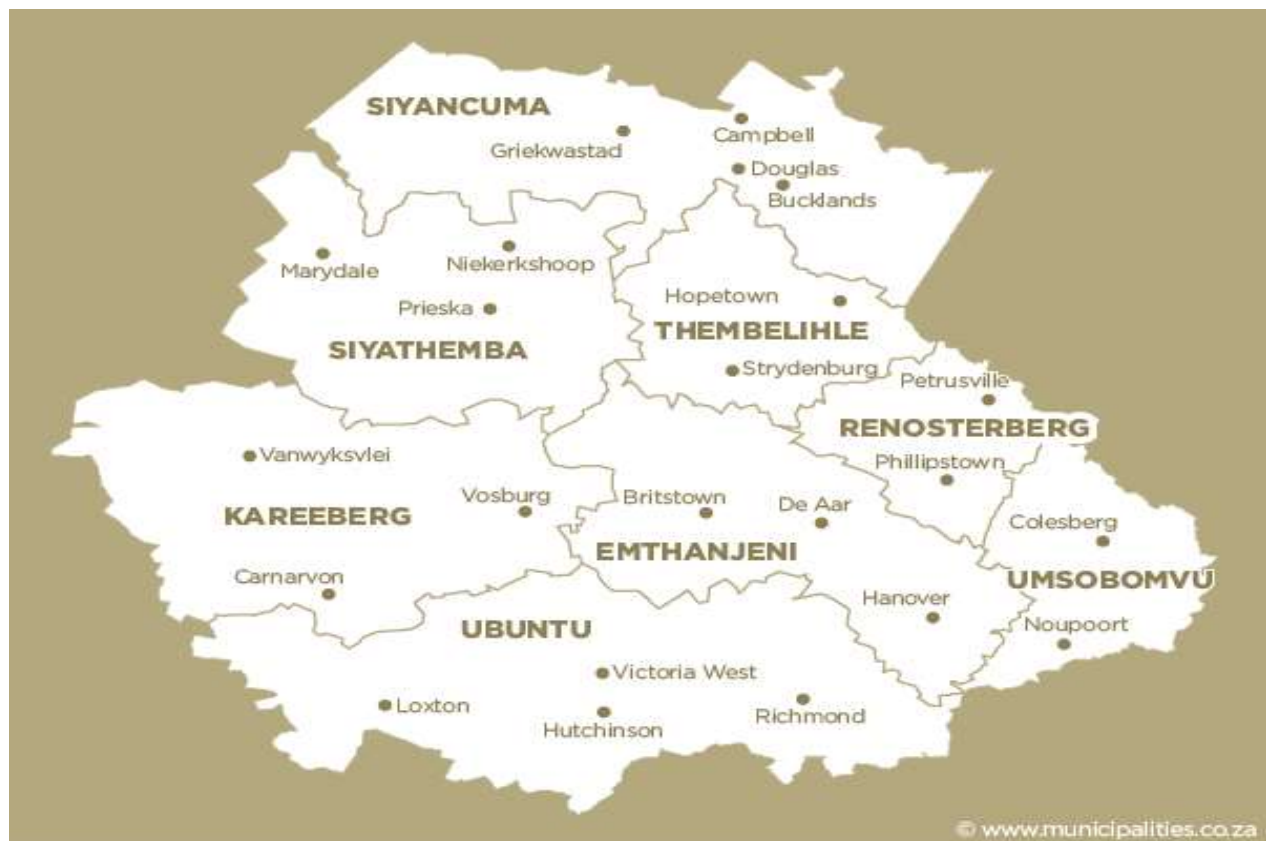 SIYANCUMA
Griekwastad
Campbell
Douglas
Bucklands
Marydale
Niekerkshoop
Prieska
SIYATHEMBA
Hopetown
THEMBELIHLE
Strydenburg
Petrusville
RENOSTERBERG
Phillipstown
Vanwyksvlei
Vosburg
KAREEBERG
Carnarvon
Britstown
De Aar
EMTHANJENI
Hanover
Colesberg
UMSOBOMVU
Noupoort
UBUNTU
Victoria West
Loxton
Hutchinson
Richmond
© www.municipalities.co.za